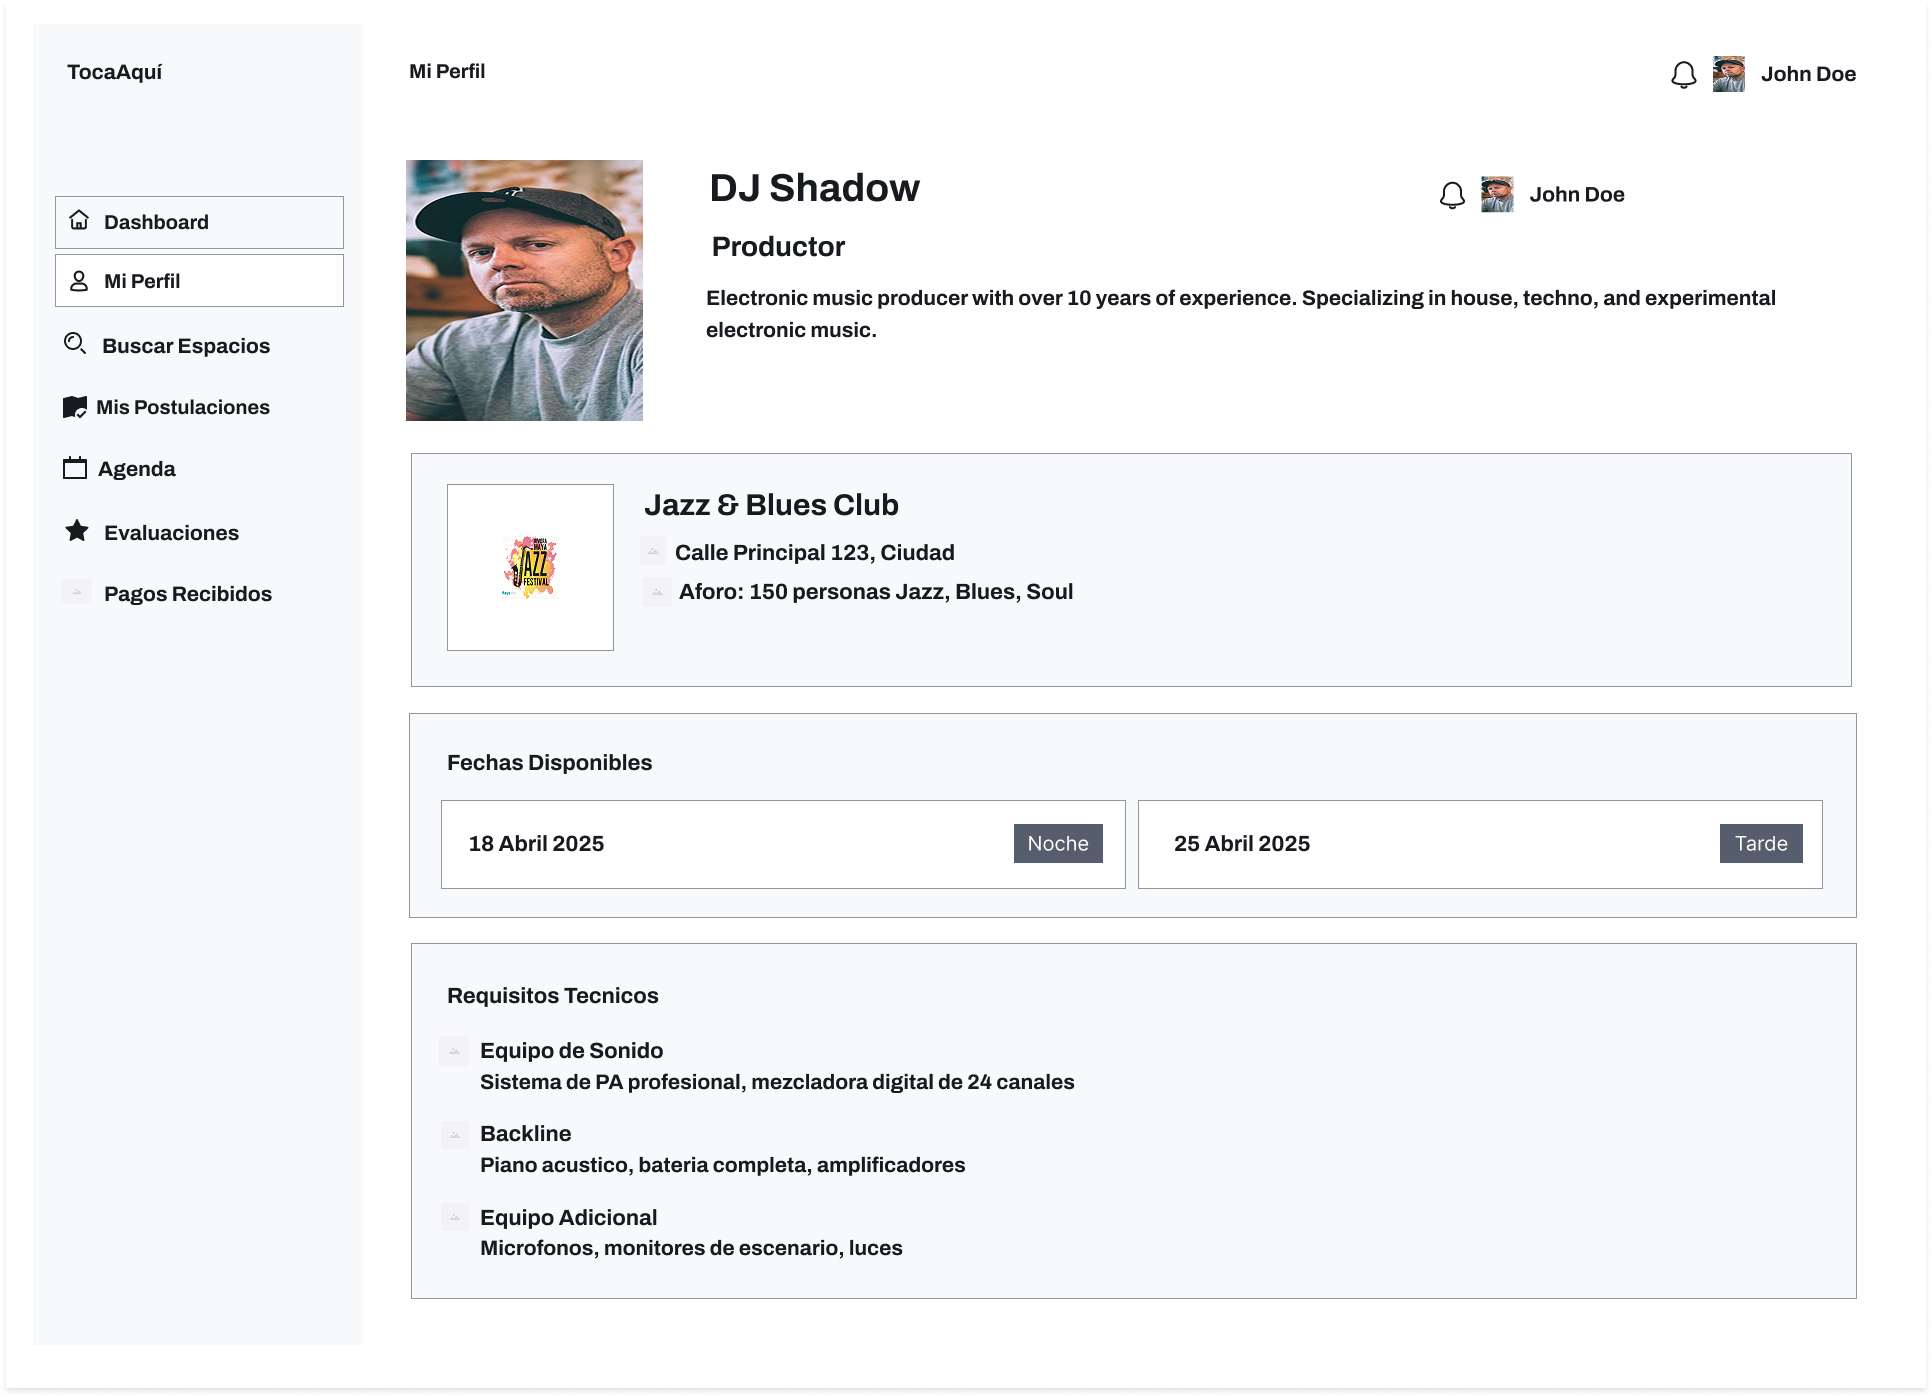 TocaAquí
Mi Perfil
John Doe
Dashboard
Mi Perfil
Buscar Espacios
Mis Postulaciones
Agenda
Evaluaciones
Pagos Recibidos
DJ Shadow
John Doe
Productor
Electronic music producer with over 10 years of experience. Specializing in house, techno, and experimental
electronic music.
RIVIERA
MAYA
JAZZ
FESTIVAL
Jazz & Blues Club
Calle Principal 123, Ciudad
Aforo: 150 personas Jazz, Blues, Soul
Fechas Disponibles
18 Abril 2025
Noche
25 Abril 2025
Tarde
Requisitos Tecnicos
Equipo de Sonido
Sistema de PA profesional, mezcladora digital de 24 canales
Backline
Piano acustico, bateria completa, amplificadores
Equipo Adicional
Microfonos, monitores de escenario, luces